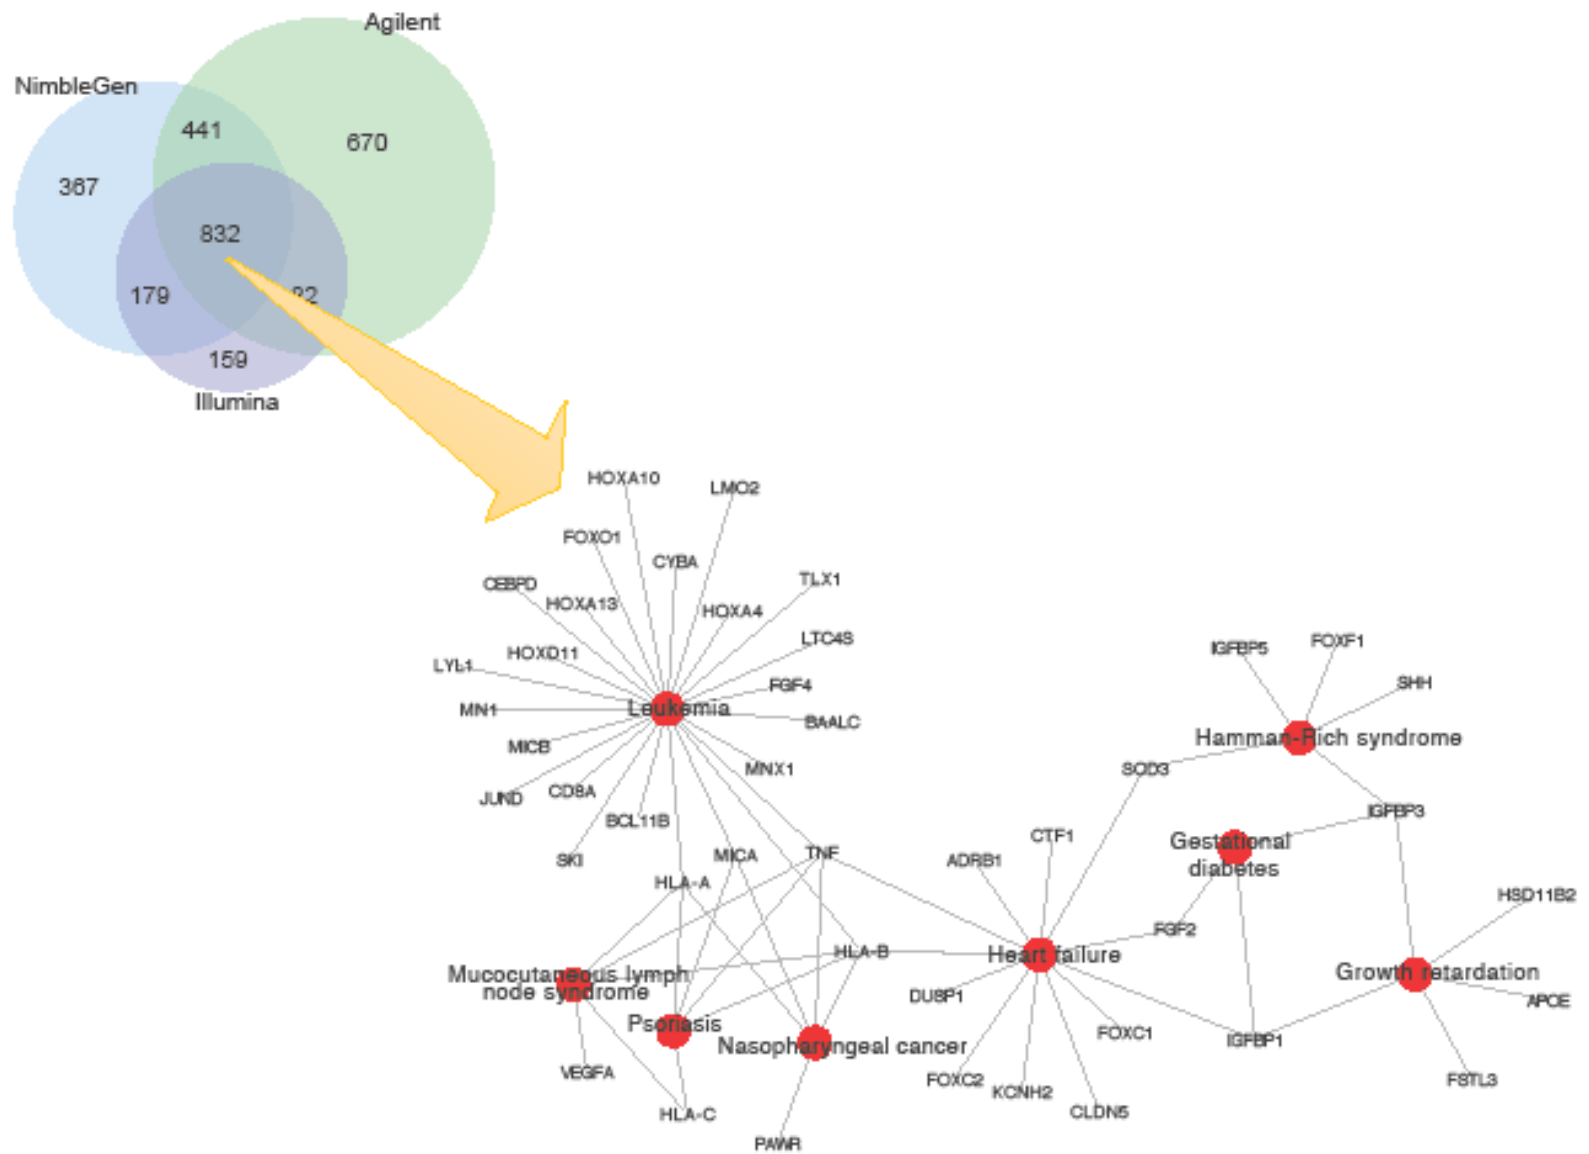 Agilent
NimbleGen
441
670
367
832
179
159
Illumina
HOXA10
LMO2
FOXO1
CYBA
CEBPD
TLX1
HOXA13
HOXA4
LTC4S
HOXD11
LYL1
FGF4
MN1
Leukemia
BAALC
MICB
MNX1
JUND
CD8A
BCL11B
SKI
MICA
TNF
HLA-A
IGFBP5
FOXF1
SHH
Hamman-Rich syndrome
SOD3
IGFBP3
CTF1
ADRB1
Gestational
diabetes
HSD11B2
FGF2
HLA-B
Heart failure
Growth retardation
Mucocutaneous lymph
node syndrome
DUSP1
APOE
Psoriasis
Nasopharyngeal cancer
FOXC1
IGFBP1
VEGFA
FOXC2
KCNH2
FSTL3
HLA-C
CLDN5
PAWR